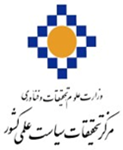 وزارت علوم تحقیقات و فناوری
مرکز تحقیقات سیاست علمی کشور